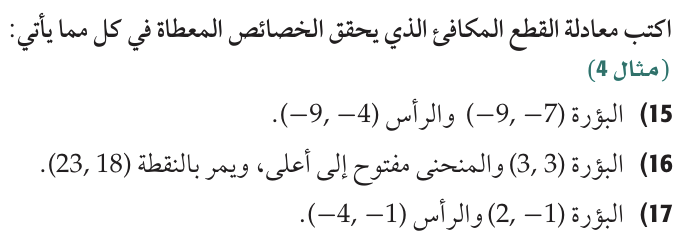 اكتب معادلة القطع المكافئ الذي يحقق الخصائص المعطاة في كل مما يأتي:
(مثال 4)
15) البؤرة (−9, −7) والرأس (−9, −4).
16) البؤرة (3, 3) والمنحنى مفتوح إلى أعلى، ويمر بالنقطة (23, 18).
17) البؤرة (2, −1) والرأس (−4, −1).